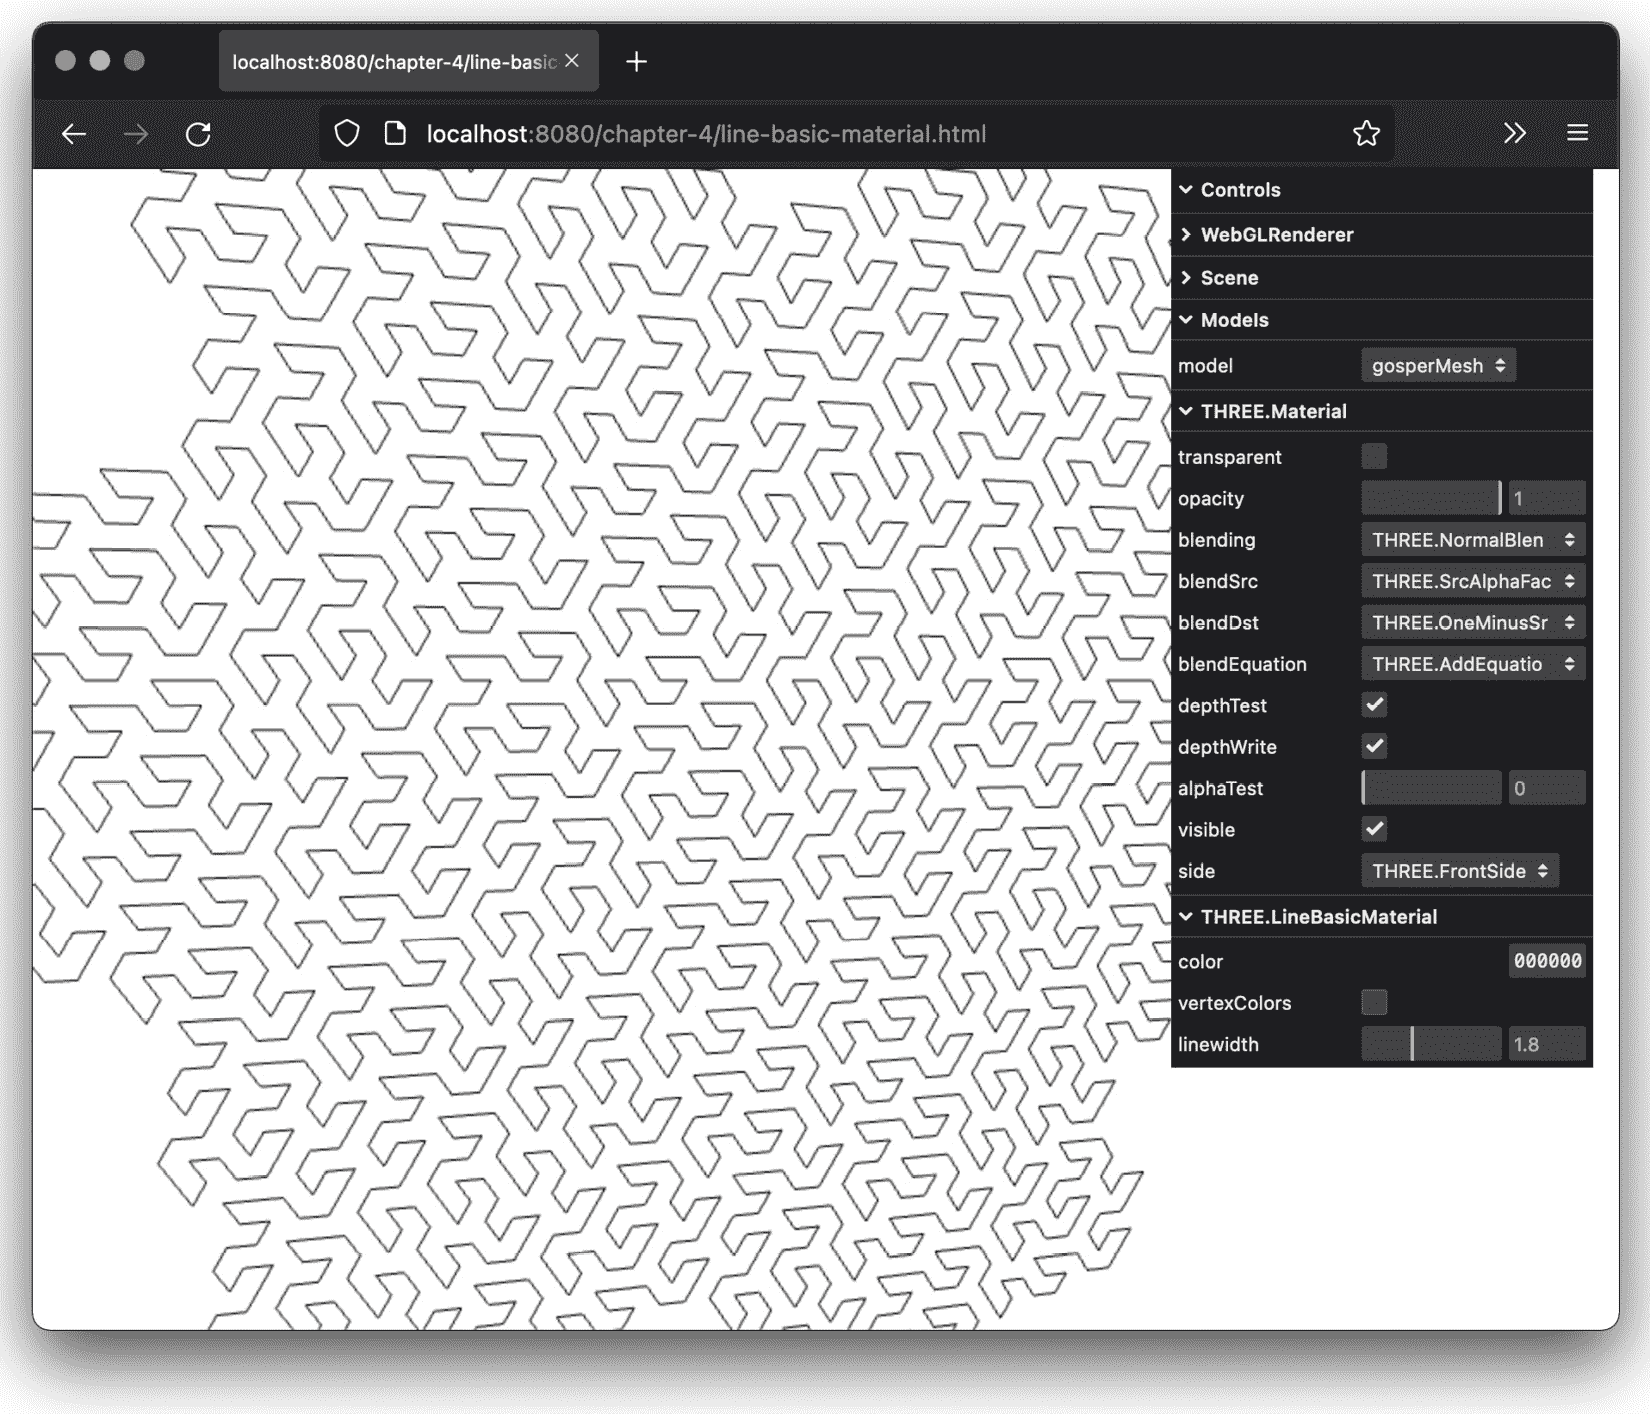 localhost:8080/chapter-4/line-basic
localhost:8080/chapter-4/line-basic-material.html
Controls
WebGLRenderer
Scene
Models
model gosperMesh
THREE.Material
transparent
opacity 1
blending THREE.NormalBlen
blendSrc THREE.SrcAlphaFac
blendDst THREE.OneMinusSr
blendEquation THREE.AddEquatio
depthTest
depthWrite
alphaTest 0
visible
side THREE.FrontSide
THREE.LineBasicMaterial
color 000000
vertexColors
linewidth 1.8